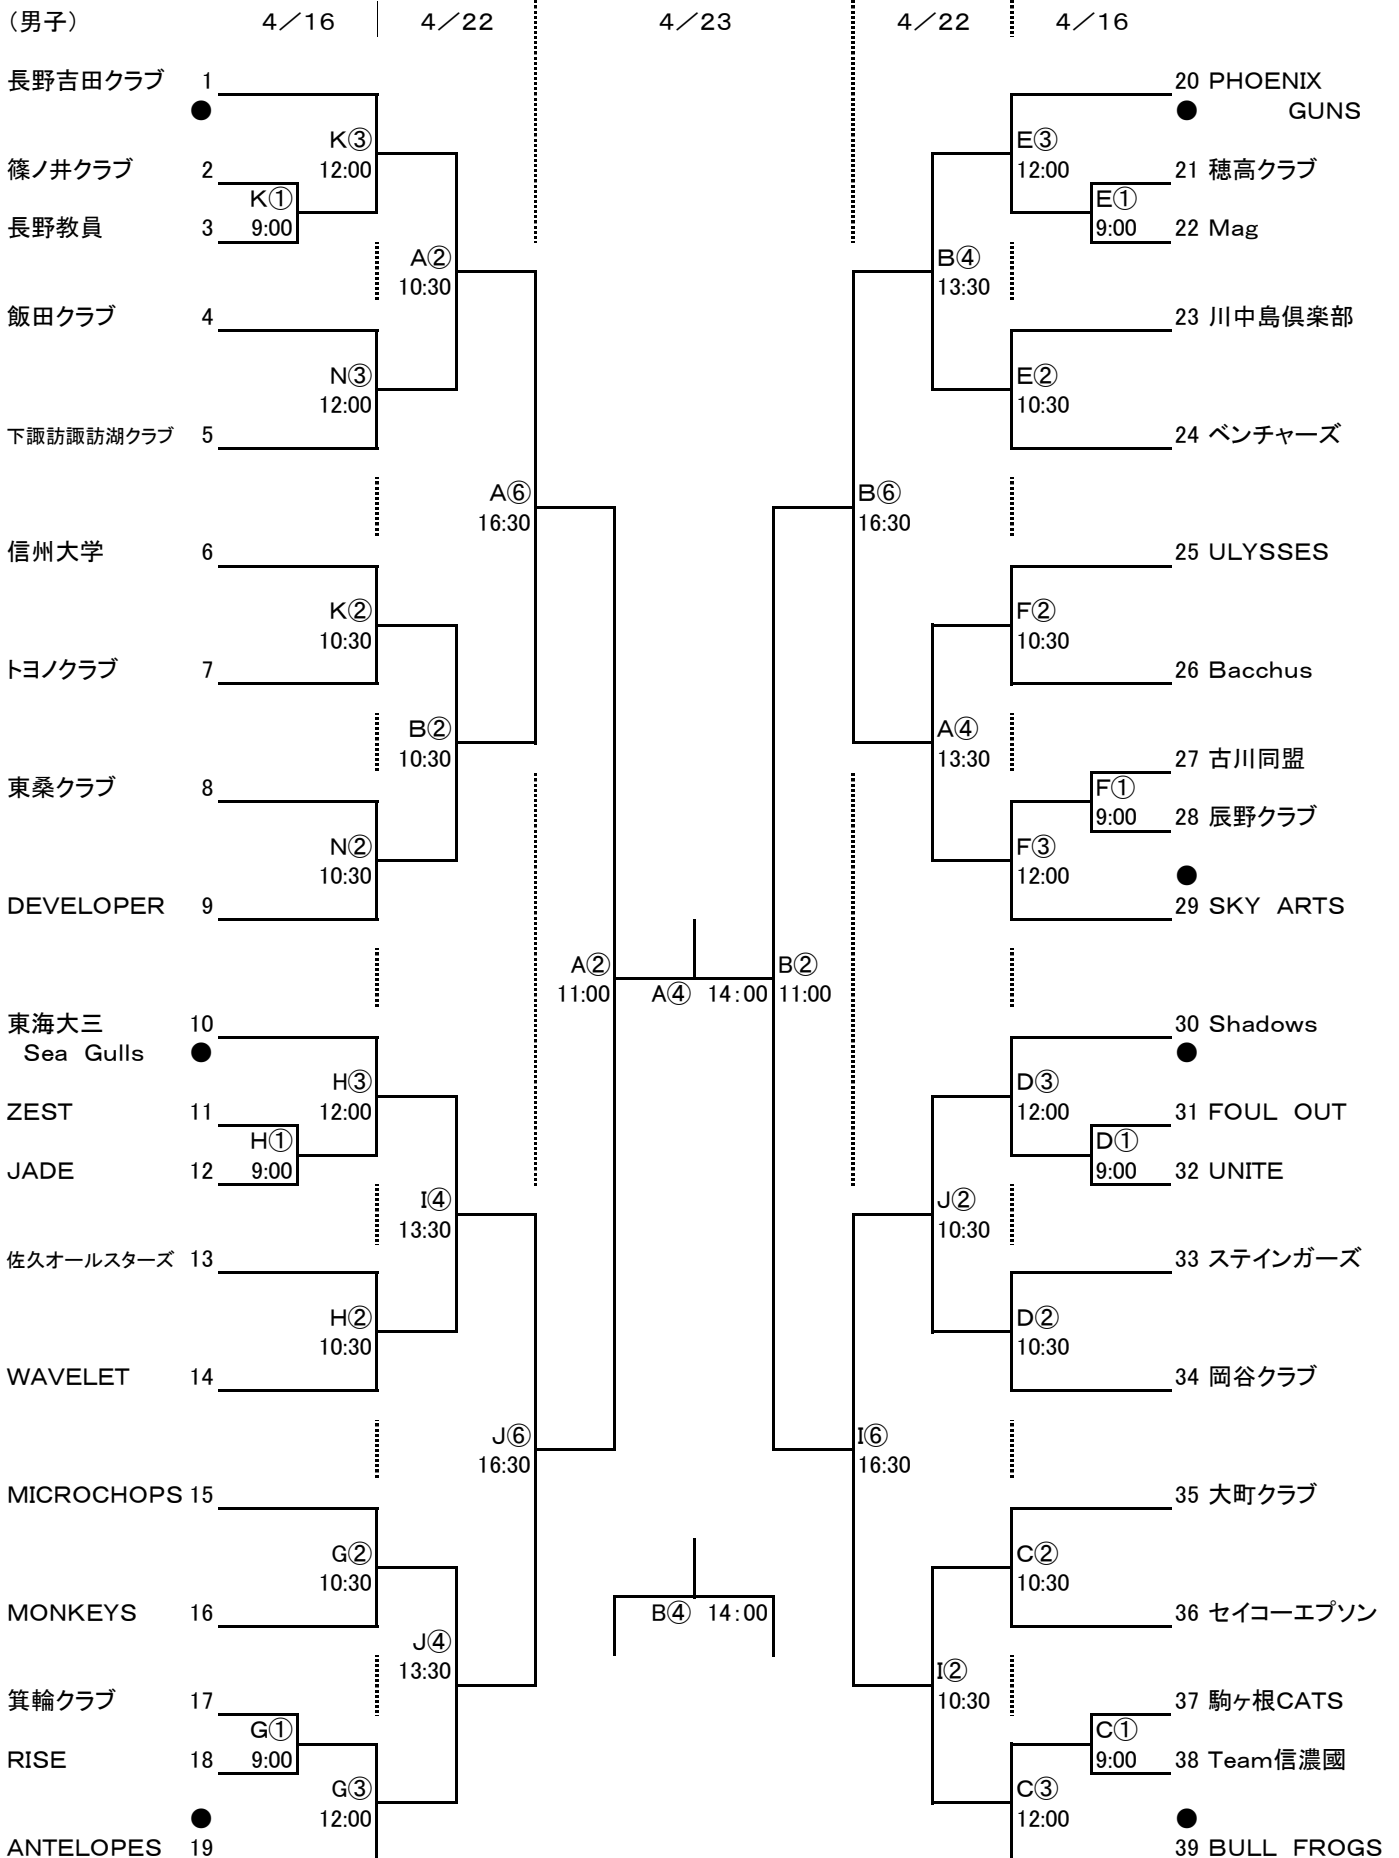 （男子） 4／16 4／22 4／23 4／22 4／16
長野吉田クラブ 1 20 PHOENIX
● ● GUNS
K③ E③
篠ノ井クラブ 2 12:00 12:00 21 穂高クラブ
K① E①
長野教員 3 9:00 9:00 22 Mag
A② B④
10:30 13:30
飯田クラブ 4 23 川中島倶楽部
N③ E②
12:00 10:30
下諏訪諏訪湖クラブ 5 24 ベンチャーズ
A⑥ B⑥
16:30 16:30
信州大学 6 25 ULYSSES
K② F②
10:30 10:30
トヨノクラブ 7 26 Bacchus
B② A④
10:30 13:30 27 古川同盟
東桑クラブ 8 F①
9:00 28 辰野クラブ
N② F③
10:30 12:00 ●
DEVELOPER 9 29 SKY ARTS
A② B②
11:00 A④ 14:00 11:00
東海大三 10 30 Shadows
Sea Gulls ● ●
H③ D③
ZEST 11 12:00 12:00 31 FOUL OUT
H① D①
JADE 12 9:00 9:00 32 UNITE
I④ J②
13:30 10:30
佐久オールスターズ 13 33 ステインガーズ
H② D②
10:30 10:30
WAVELET 14 34 岡谷クラブ
J⑥ I⑥
16:30 16:30
MICROCHOPS 15 35 大町クラブ
G② C②
10:30 10:30
MONKEYS 16 B④ 14:00 36 セイコーエプソン
J④
13:30 I②
箕輪クラブ 17 10:30 37 駒ヶ根CATS
G① C①
RISE 18 9:00 9:00 38 Team信濃國
G③ C③
● 12:00 12:00 ●
ANTELOPES 19 39 BULL FROGS